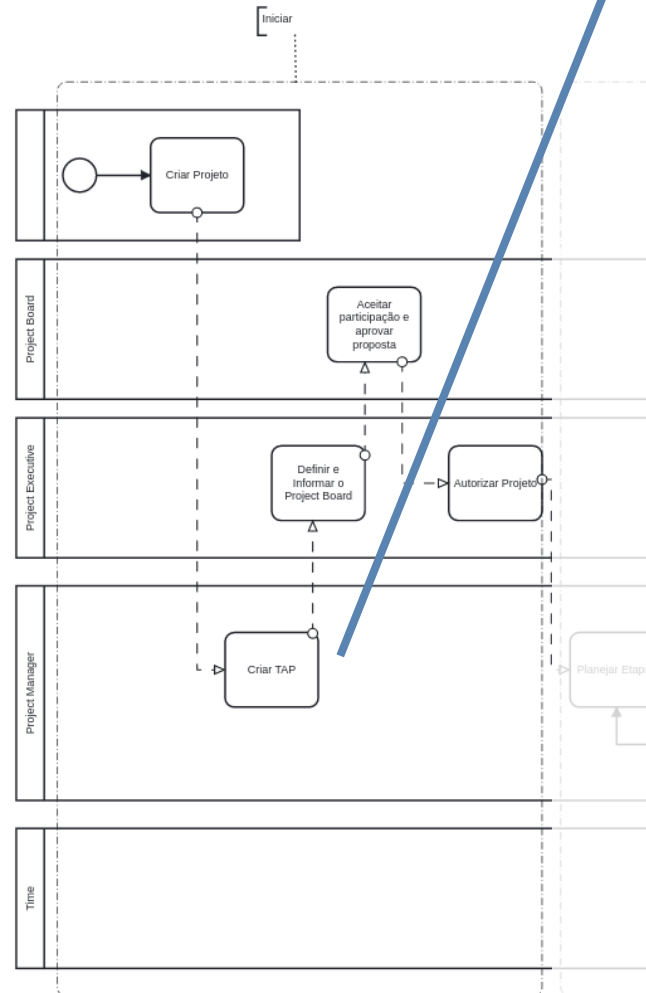 Iniciar
Criar Projeto
Project Board
Aceitar
participação e
aprovar
proposta
Project Executive
Definir e
Informar o
Project Board
Autorizar Projeto
Project Manager
Criar TAP
Planejar Etapa
Time